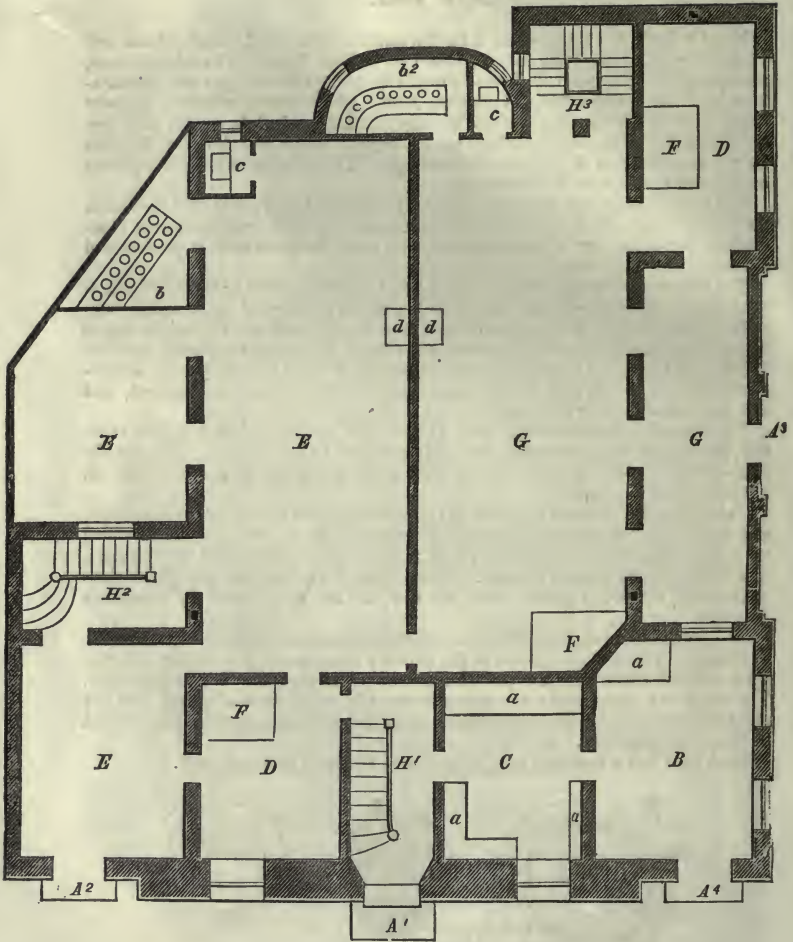 b²
c
H³
c
F D
b
d d
E E G G A³
H²
F
a
F
a
E D H¹ C B
a a
A² A⁴
A¹